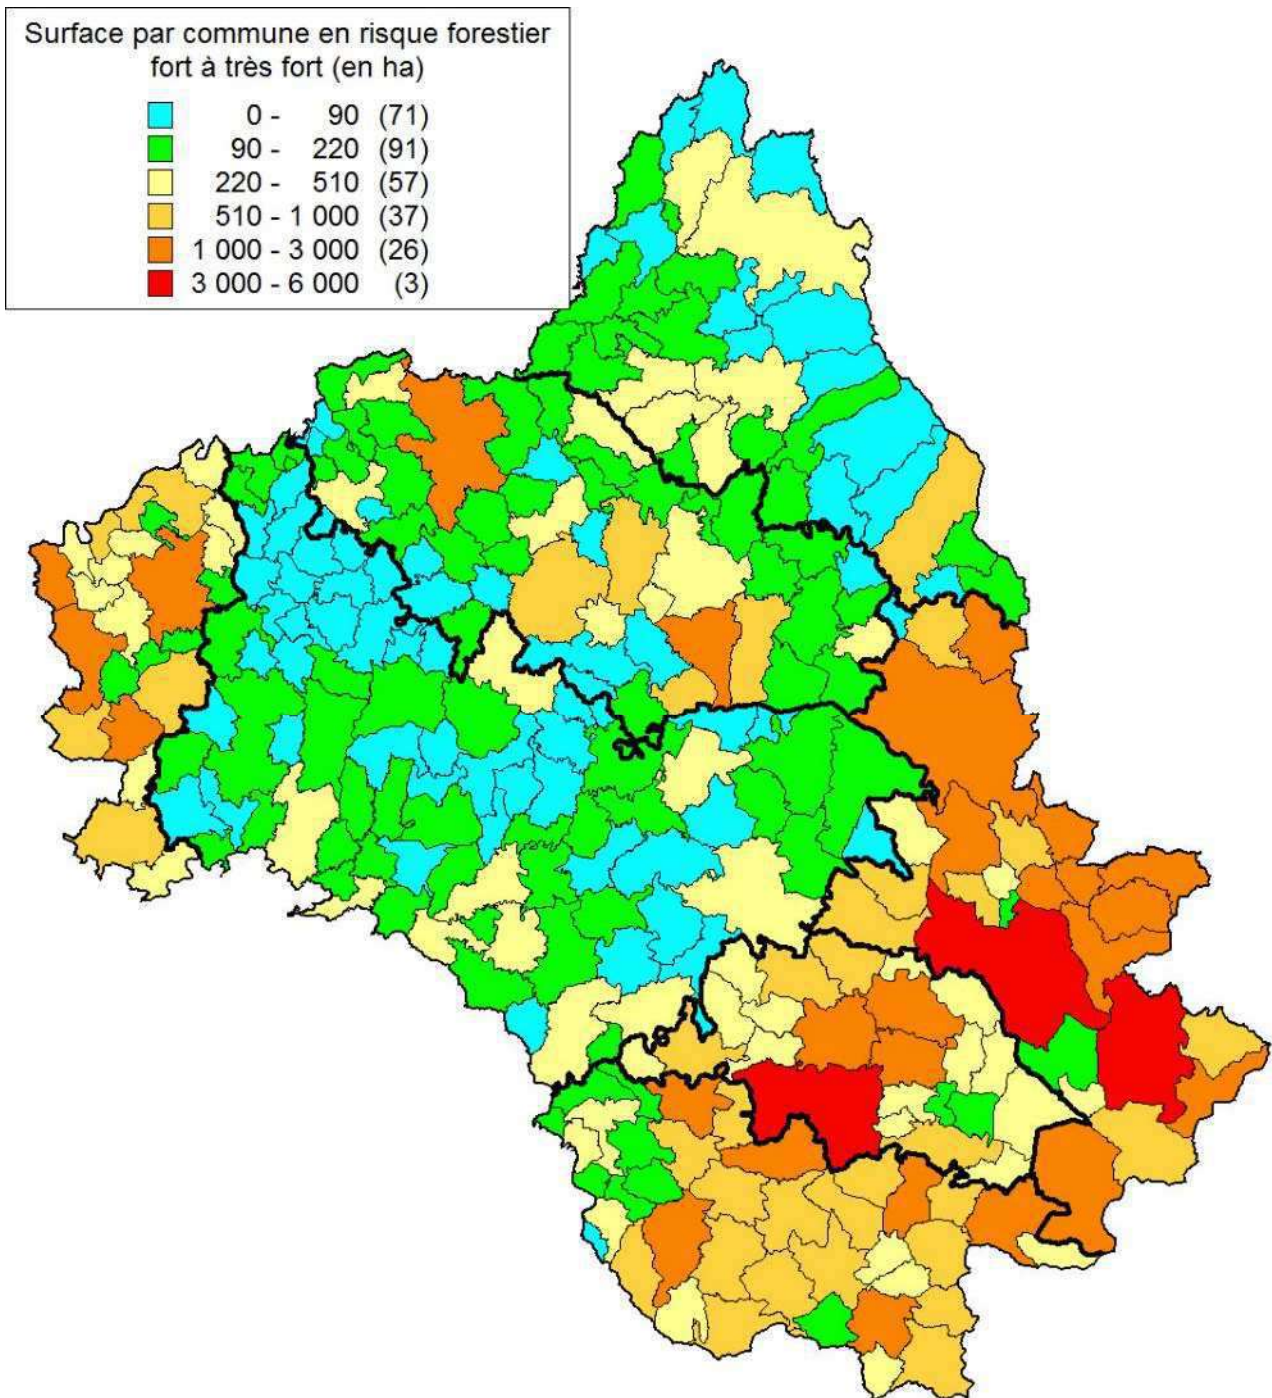 Surface par commune en risque forestier
fort à très fort (en ha)
0 - 90 (71)
90 - 220 (91)
220 - 510 (57)
510 - 1 000 (37)
1 000 - 3 000 (26)
3 000 - 6 000 (3)